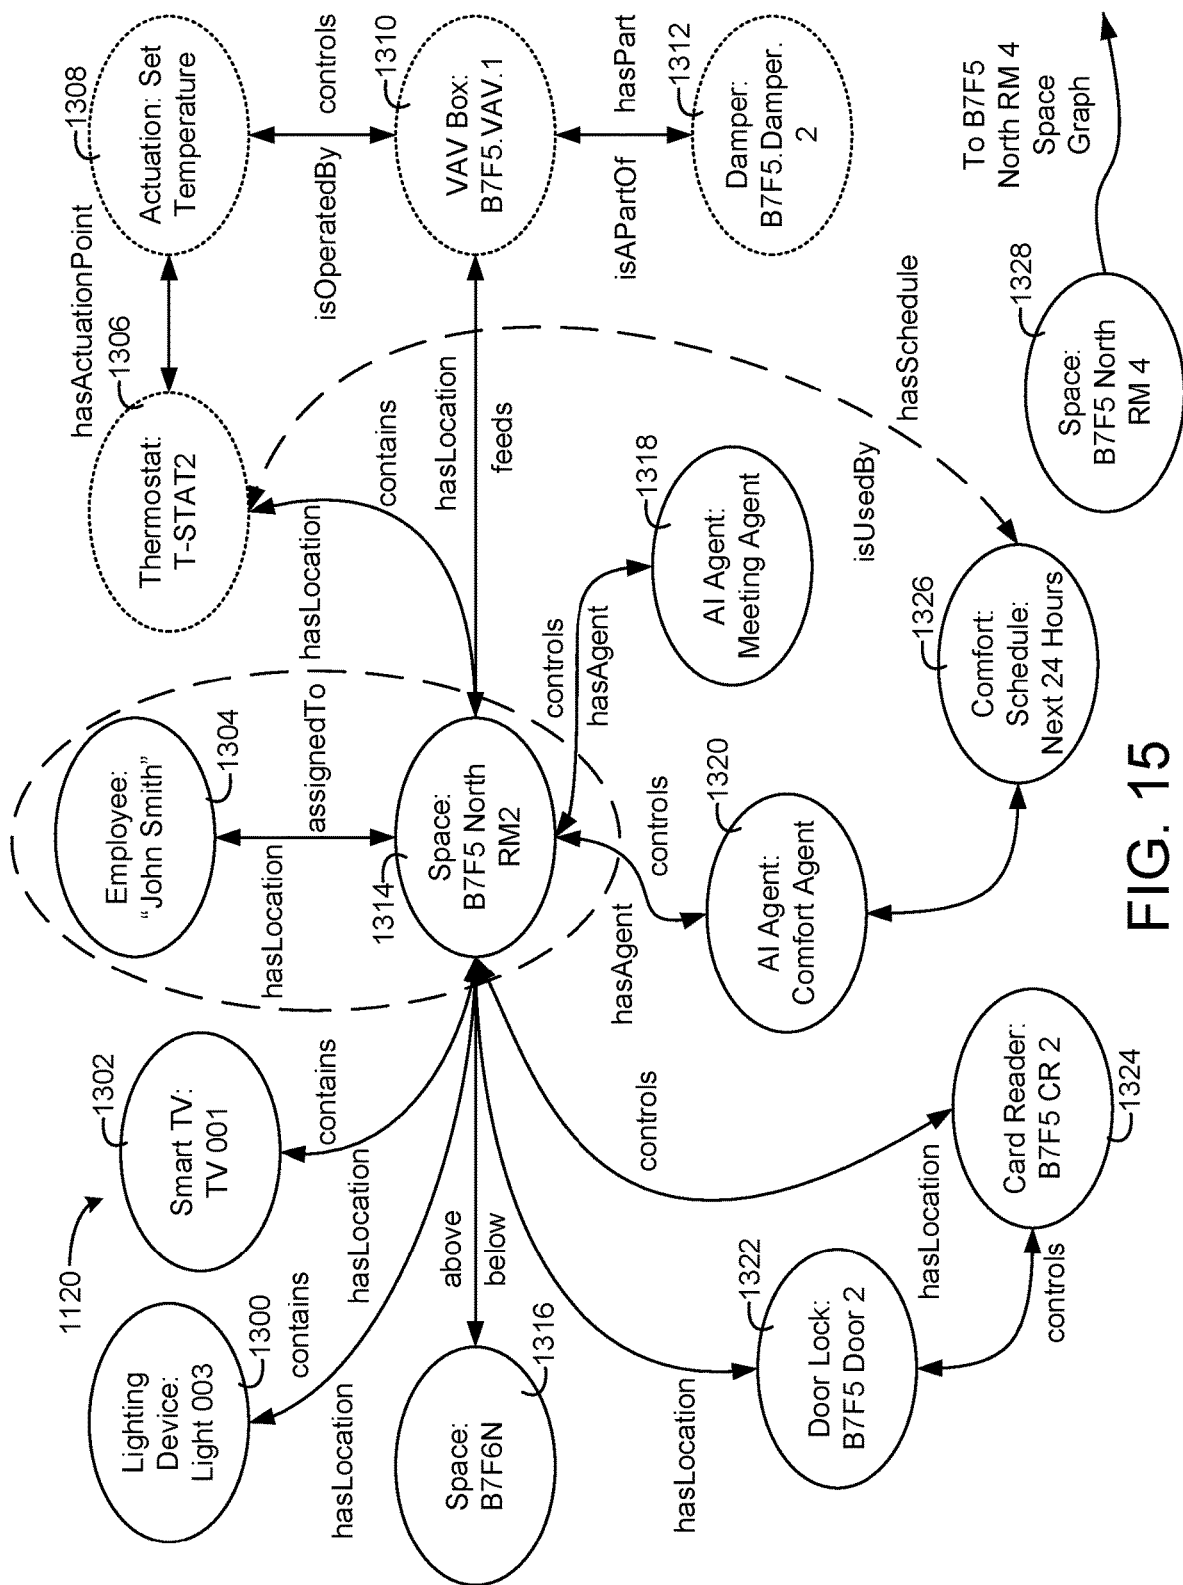 1120
Lighting
Device:
Light 003
1300
contains
hasLocation
Smart TV:
TV 001
1302
contains
hasLocation
Employee:
“John Smith”
1304
hasLocation
assignedTo
Thermostat:
T-STAT2
1306
hasActuationPoint
Actuation: Set
Temperature
1308
hasLocation
contains
isOperatedBy
controls
Space:
B7F6N
1316
above
below
Space:
B7F5 North
RM2
1314
hasLocation
feeds
VAV Box:
B7F5.VAV.1
1310
isAPartOf
hasPart
Damper:
B7F5.Damper.
2
1312
hasLocation
Door Lock:
B7F5 Door 2
1322
controls
hasLocation
Card Reader:
B7F5 CR 2
1324
controls
hasAgent
controls
AI Agent:
Comfort Agent
1320
controls
hasAgent
AI Agent:
Meeting Agent
1318
isUsedBy
hasSchedule
Comfort:
Schedule:
Next 24 Hours
1326
Space:
B7F5 North
RM 4
1328
To B7F5
North RM 4
Space
Graph
FIG. 15